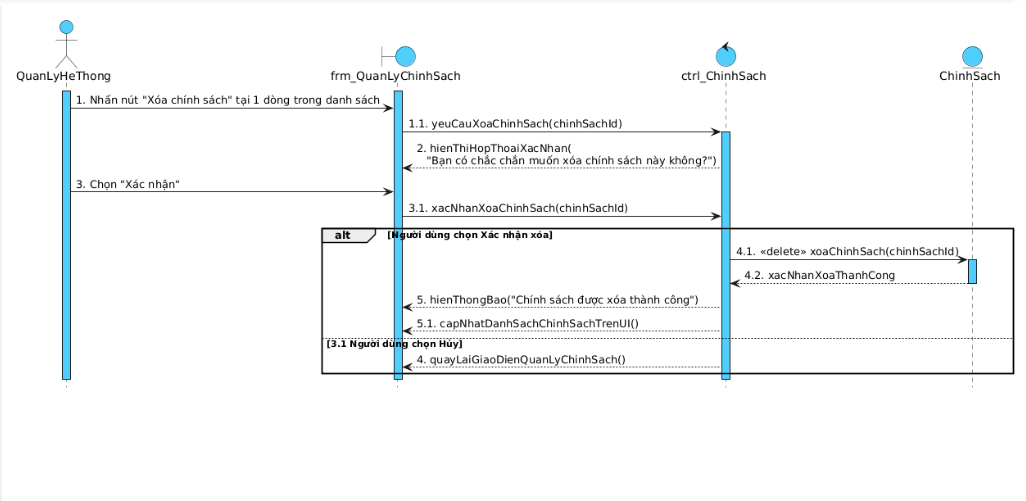 QuanLyHeThong
frm_QuanLyChinhSach
ctrl_ChinhSach
ChinhSach
1. Nhấn nút "Xóa chính sách" tại 1 dòng trong danh sách
1.1. yeuCauXoaChinhSach(chinhSachId)
2. hienThiHopThoaiXacNhan(
"Bạn có chắc chắn muốn xóa chính sách này không?")
3. Chọn "Xác nhận"
3.1. xacNhanXoaChinhSach(chinhSachId)
alt [Người dùng chọn Xác nhận xóa]
4.1. «delete» xoaChinhSach(chinhSachId)
4.2. xacNhanXoaThanhCong
5. hienThongBao("Chính sách được xóa thành công")
5.1. capNhatDanhSachChinhSachTrenUI()
[3.1 Người dùng chọn Hủy]
4. quayLaiGiaoDienQuanLyChinhSach()